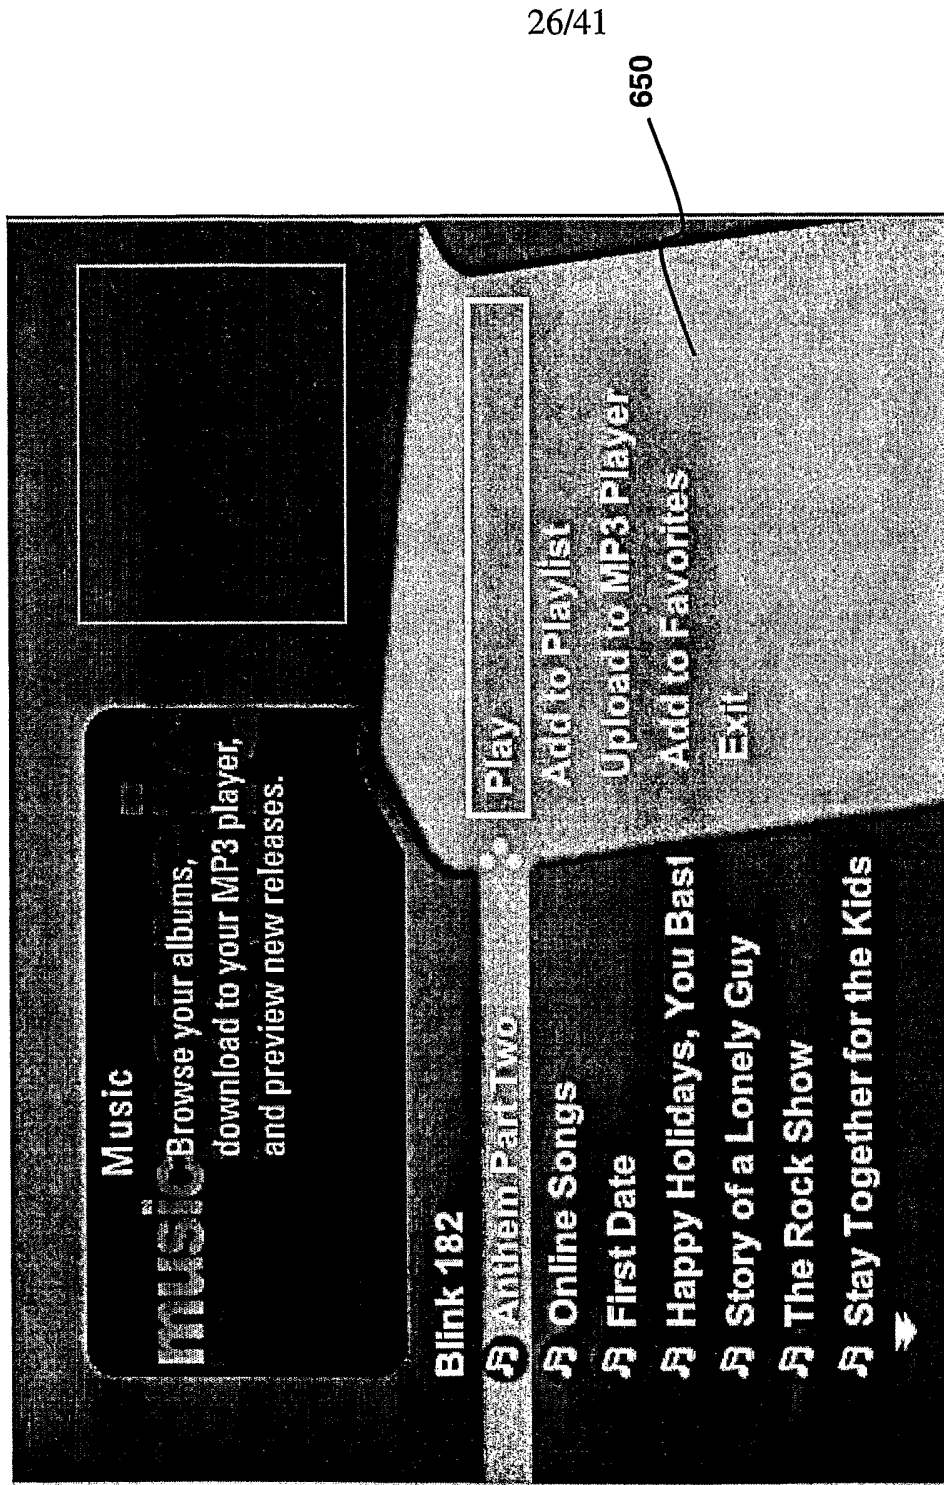 26/41
650
Music
music
Browse your albums,
download to your MP3 player,
and preview new releases.
Blink 182
Anthem Part Two
Online Songs
First Date
Happy Holidays, You Bast
Story of a Lonely Guy
The Rock Show
Stay Together for the Kids
Play
Add to Playlist
Upload to MP3 Player
Add to Favorites
Exit